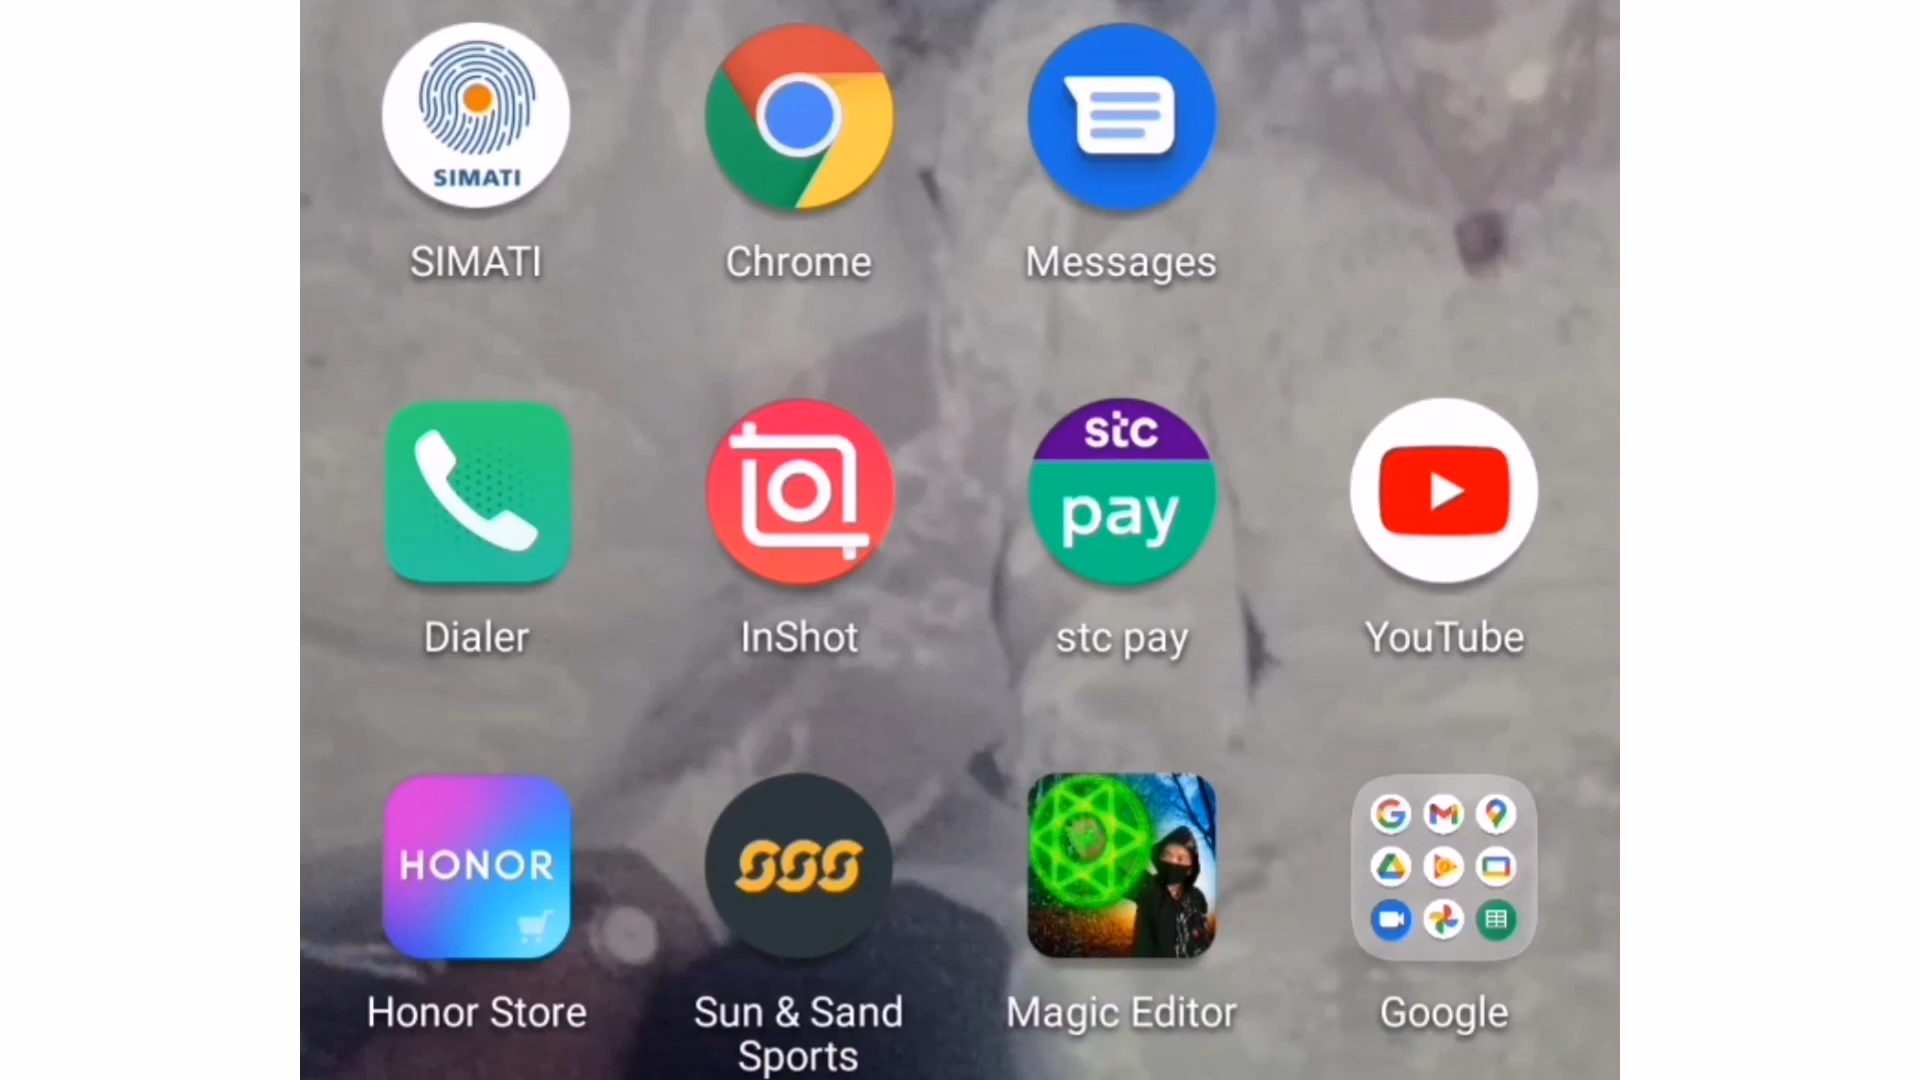 SIMATI
SIMATI
Chrome
Messages
stc
pay
Dialer
InShot
stc pay
YouTube
HONOR
SSS
Honor Store
Sun & Sand
Sports
Magic Editor
Google